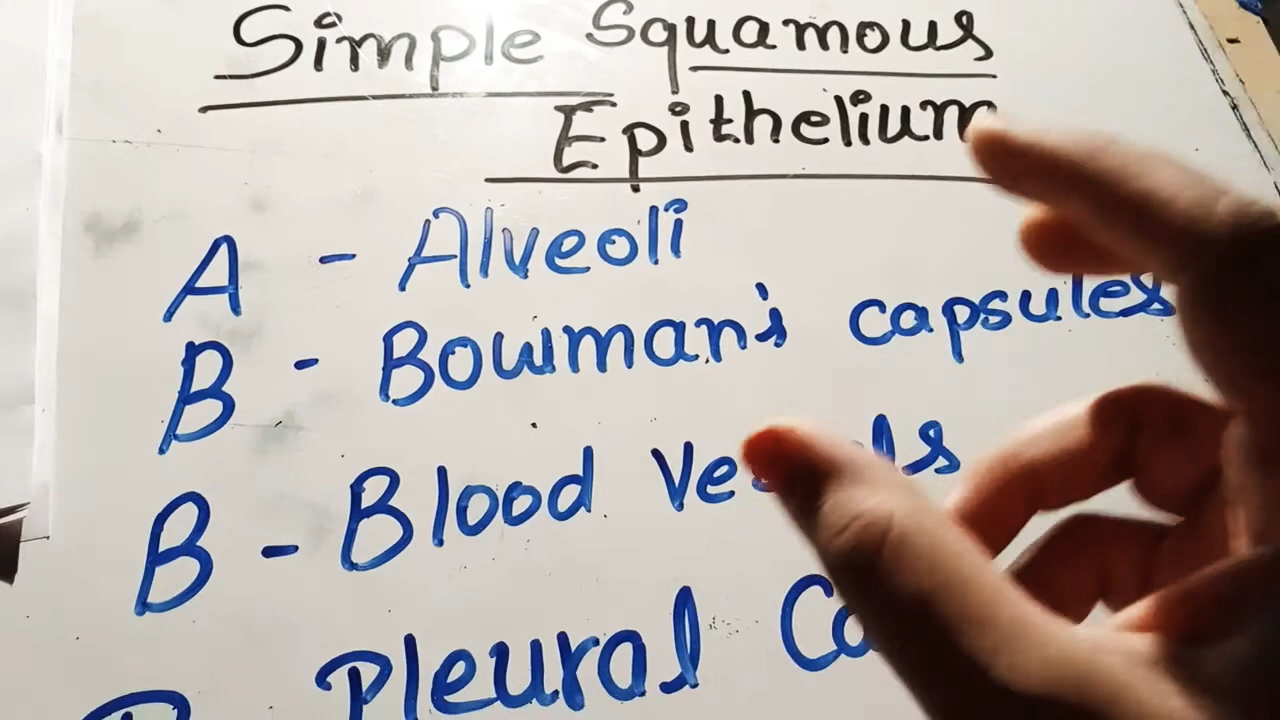 Simple Squamous
Epithelium
A - Alveoli
B - Bowman's capsules
B - Blood
Pleural